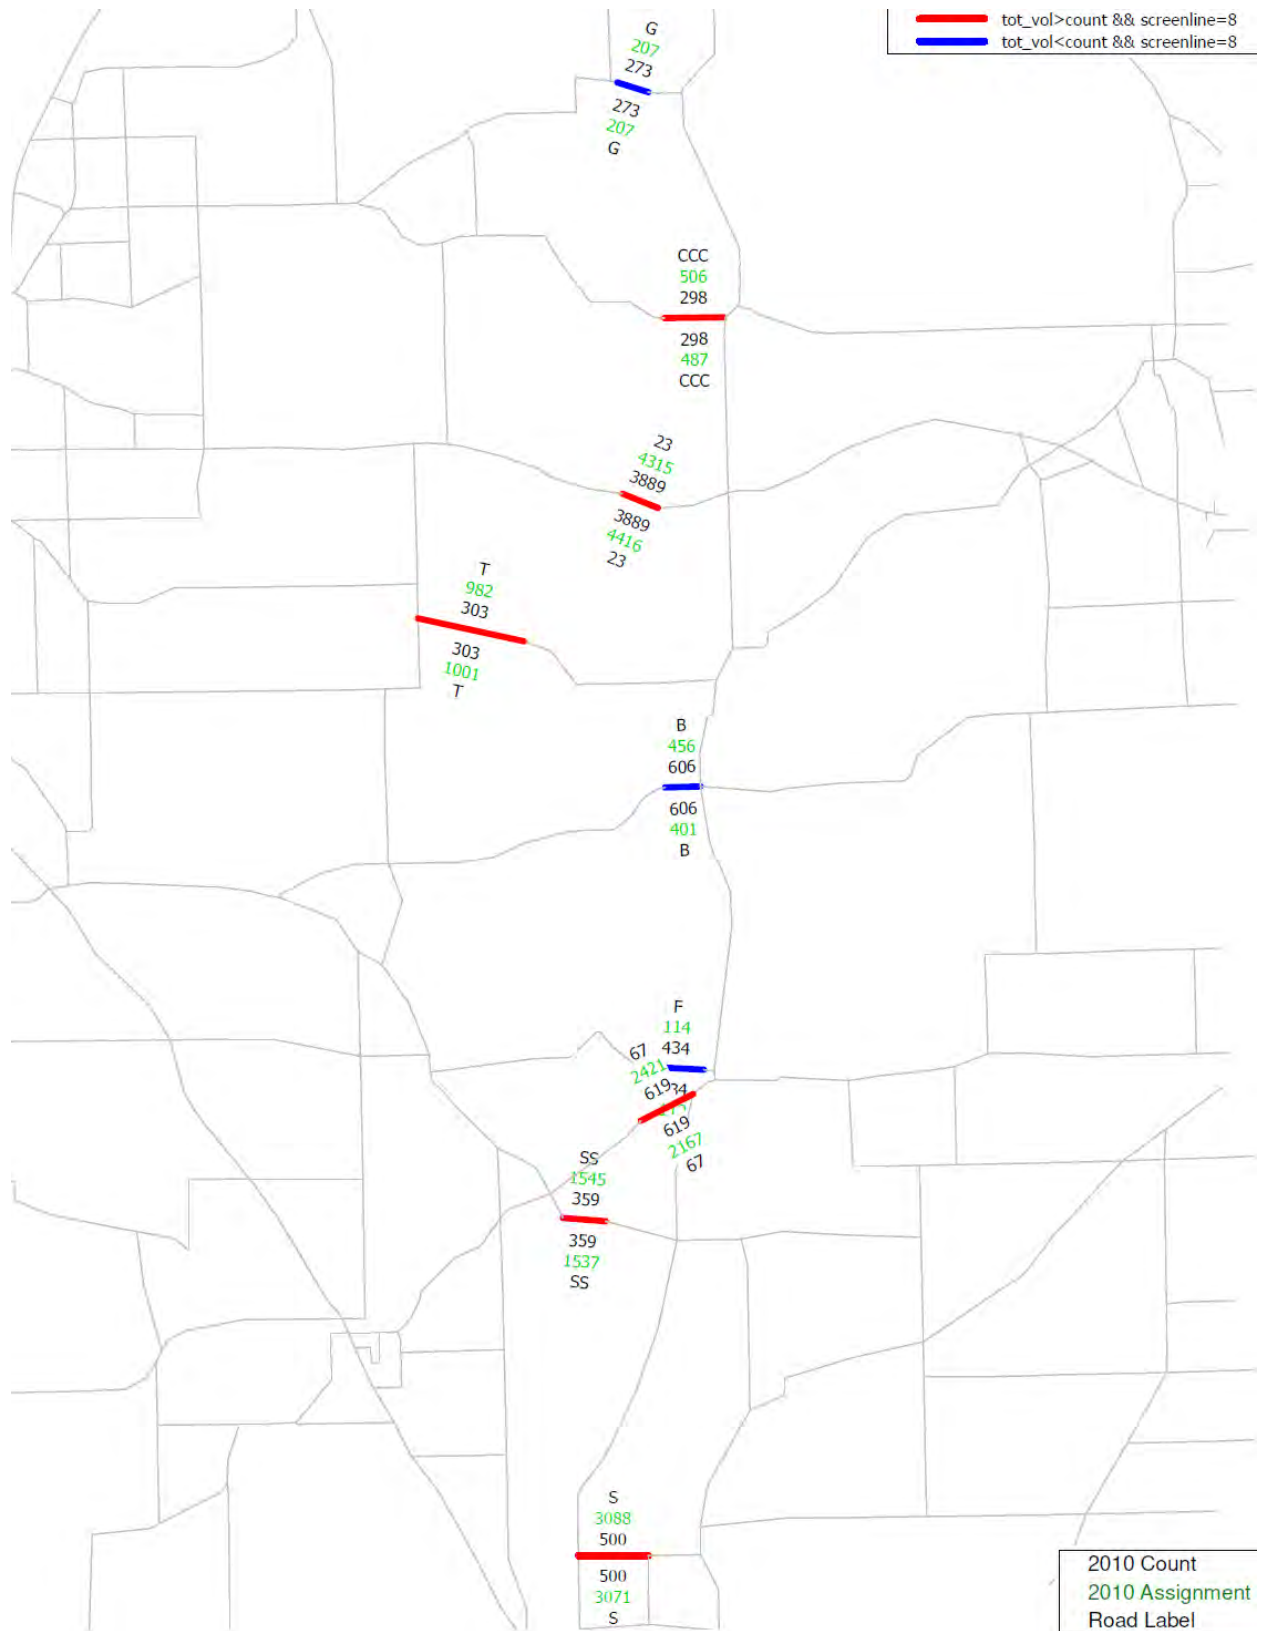 tot_vol>count && screenline=8
tot_vol<count && screenline=8
G
207
273
273
207
G
CCC
506
298
298
487
CCC
23
4315
3889
3889
4416
23
T
982
303
303
1001
T
B
456
606
606
401
B
F
114
434
67
2421
619
619
2167
67
SS
1545
359
359
1537
SS
S
3088
500
500
3071
S
2010 Count
2010 Assignment
Road Label